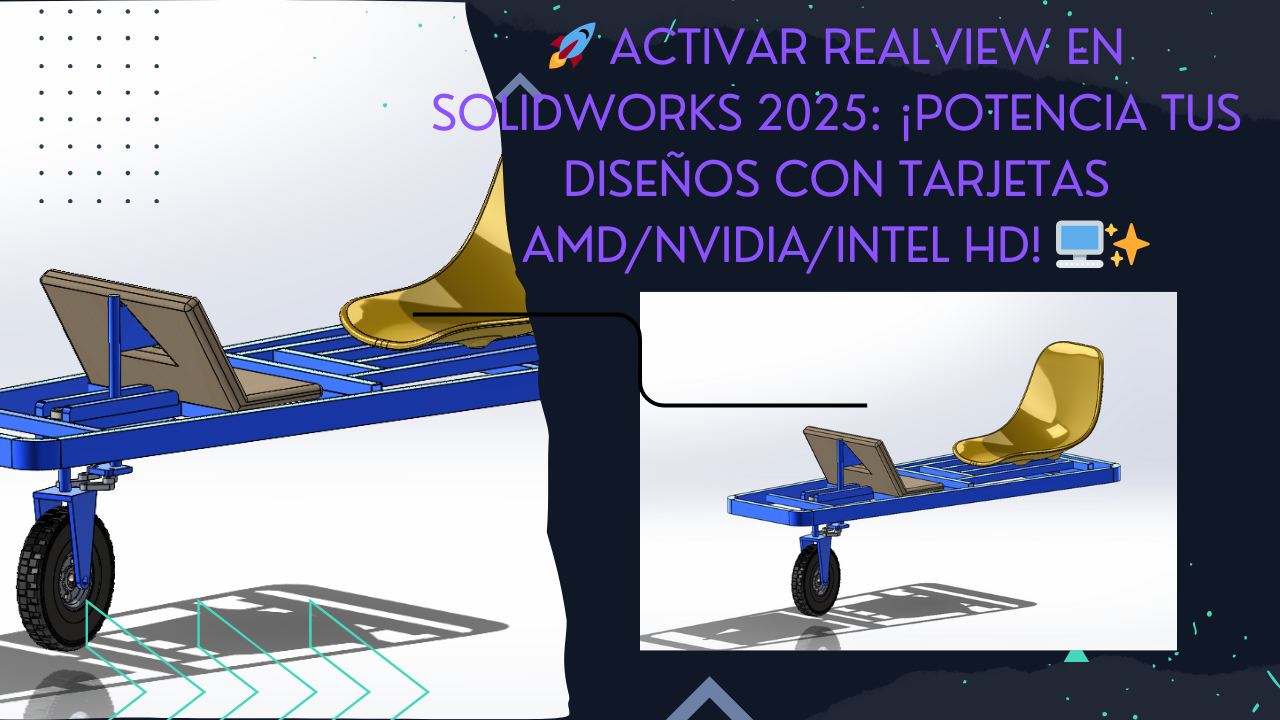 🚀 ACTIVAR REALVIEW EN
SOLIDWORKS 2025: ¡POTENCIA TUS
DISEÑOS CON TARJETAS
AMD/NVIDIA/INTEL HD! 🖥️✨